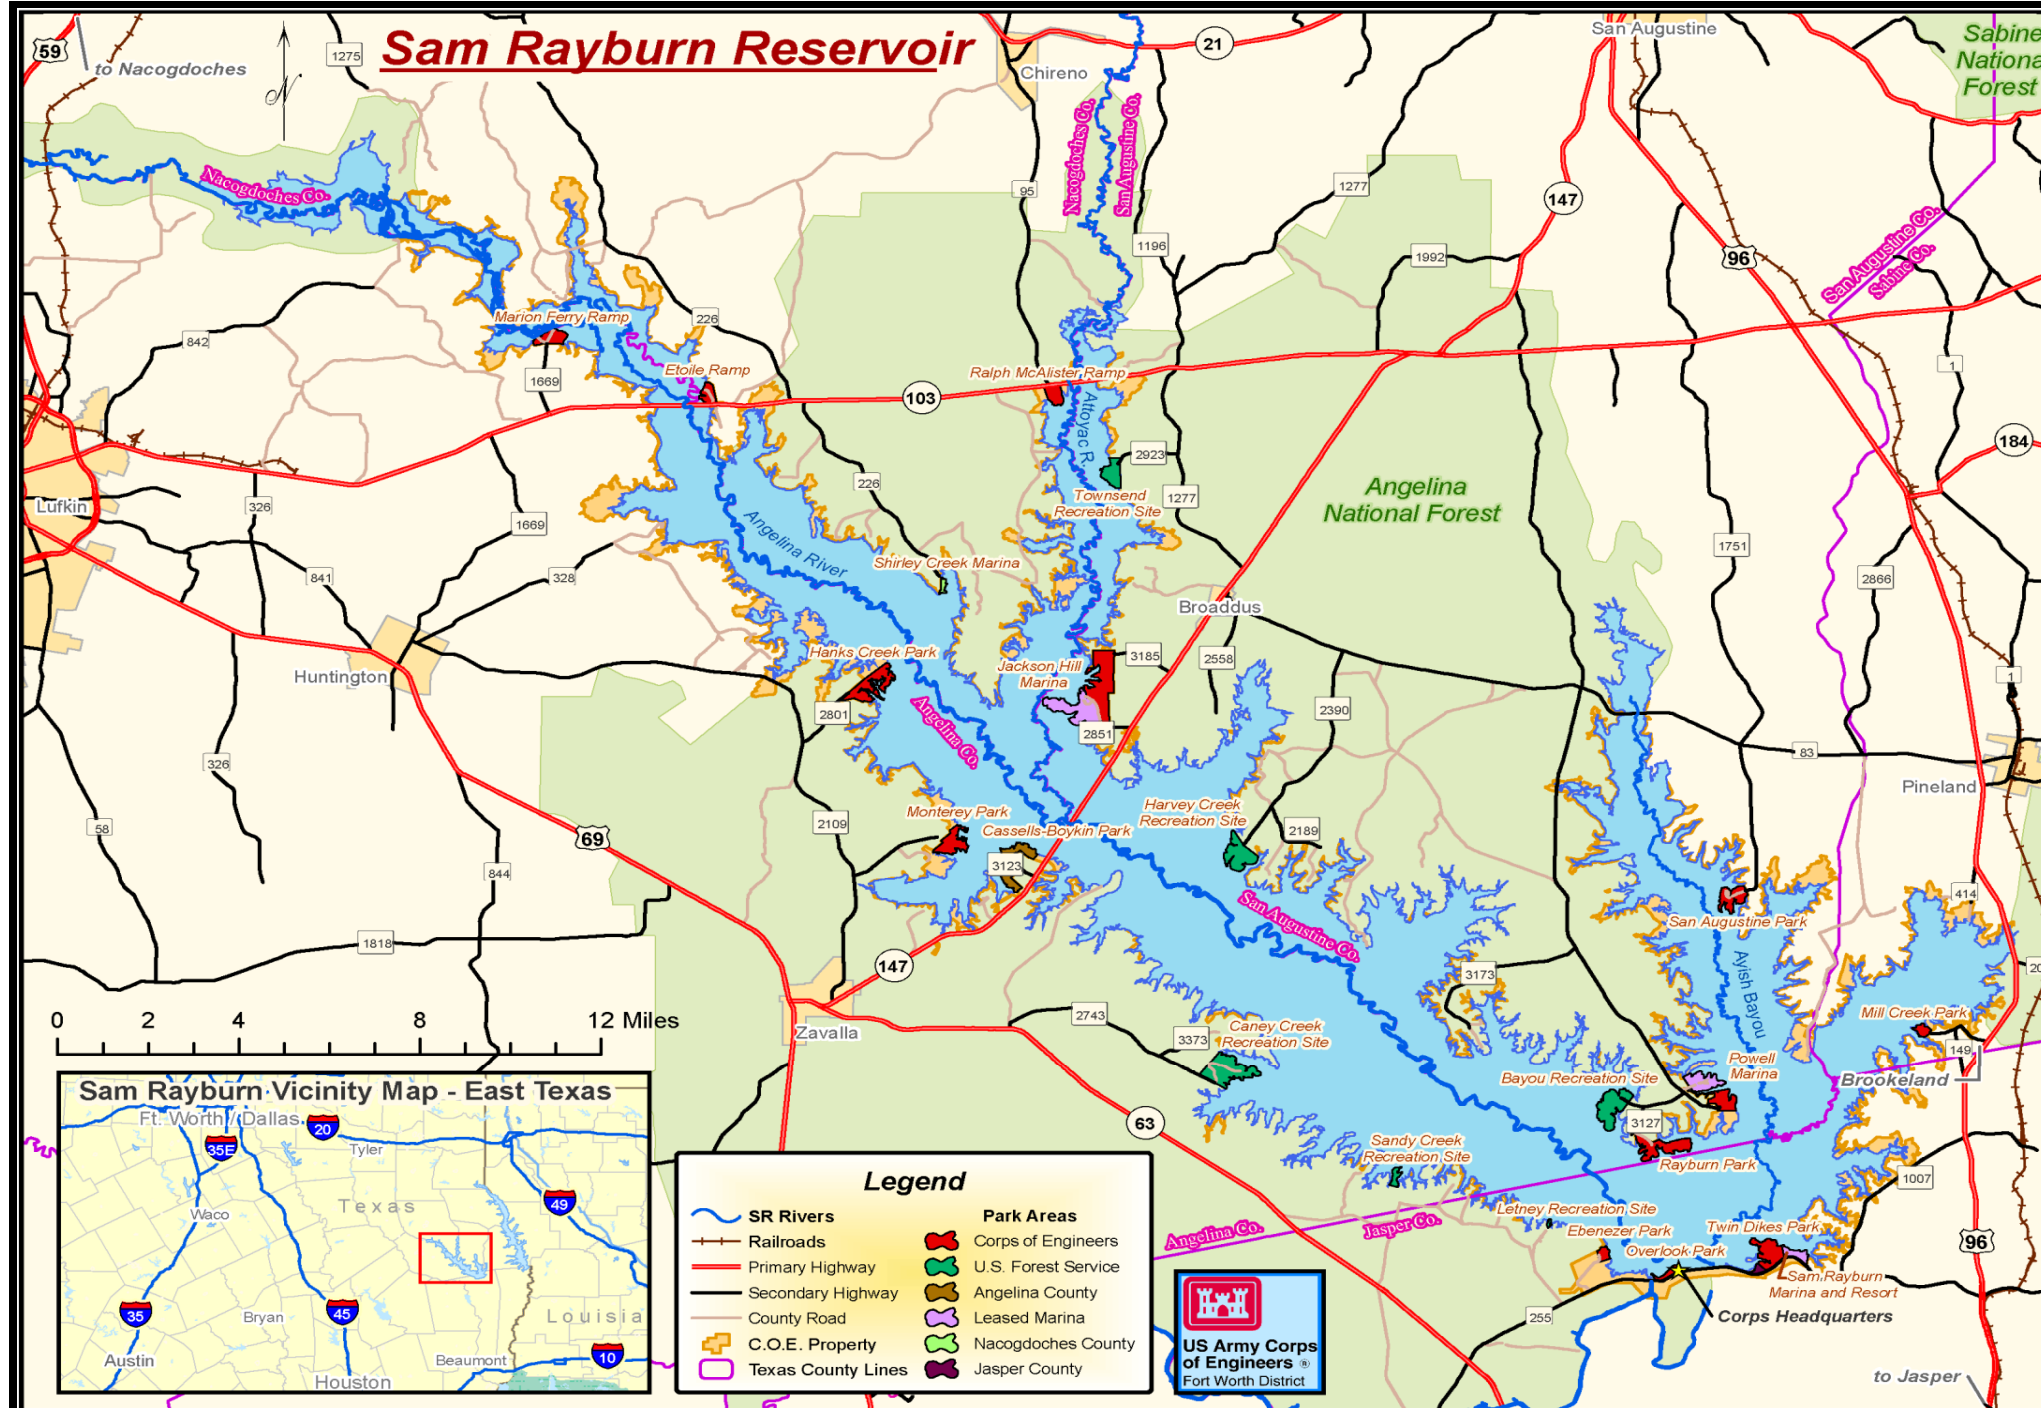 Sam Rayburn Reservoir
59
to Nacogdoches
N
1275
Chireno
21
San Augustine
Sabine
National
Forest
Nacogdoches Co.
Nacogdoches Co.
San Augustine Co.
95
1196
1277
147
1992
96
San Augustine Co.
Sabine Co.
842
Marion Ferry Ramp
226
1669
Etoile Ramp
103
Ralph McAlister Ramp
Attoyac R.
1
184
2923
Townsend
Recreation Site
1277
226
Angelina
National Forest
Lufkin
326
1669
Angelina River
Shirley Creek Marina
1751
841
328
2866
Broaddus
Huntington
Hanks Creek Park
2801
Jackson Hill
Marina
3185
2558
2851
2390
Angelina Co.
1
83
Pineland
326
58
69
2109
Monterey Park
Cassells-Boykin Park
3123
Harvey Creek
Recreation Site
2189
844
414
San Augustine Park
San Augustine Co.
1818
147
3173
Ayish Bayou
20
Zavalla
2743
3373
Caney Creek
Recreation Site
Mill Creek Park
149
Brookeland
Powell
Marina
Bayou Recreation Site
3127
Rayburn Park
63
Sandy Creek
Recreation Site
1007
Letney Recreation Site
Ebenezer Park
Overlook Park
Twin Dikes Park
Angelina Co.
Jasper Co.
96
Sam Rayburn
Marina and Resort
Corps Headquarters
255
to Jasper
0 2 4 8 12 Miles
Sam Rayburn Vicinity Map - East Texas
Ft. Worth / Dallas
20
35E
Tyler
Texas
49
Waco
35
Bryan
45
Louisia
Beaumont
10
Austin
Houston
Legend
SR Rivers
Railroads
Primary Highway
Secondary Highway
County Road
C.O.E. Property
Texas County Lines
Park Areas
Corps of Engineers
U.S. Forest Service
Angelina County
Leased Marina
Nacogdoches County
Jasper County
US Army Corps
of Engineers ®
Fort Worth District